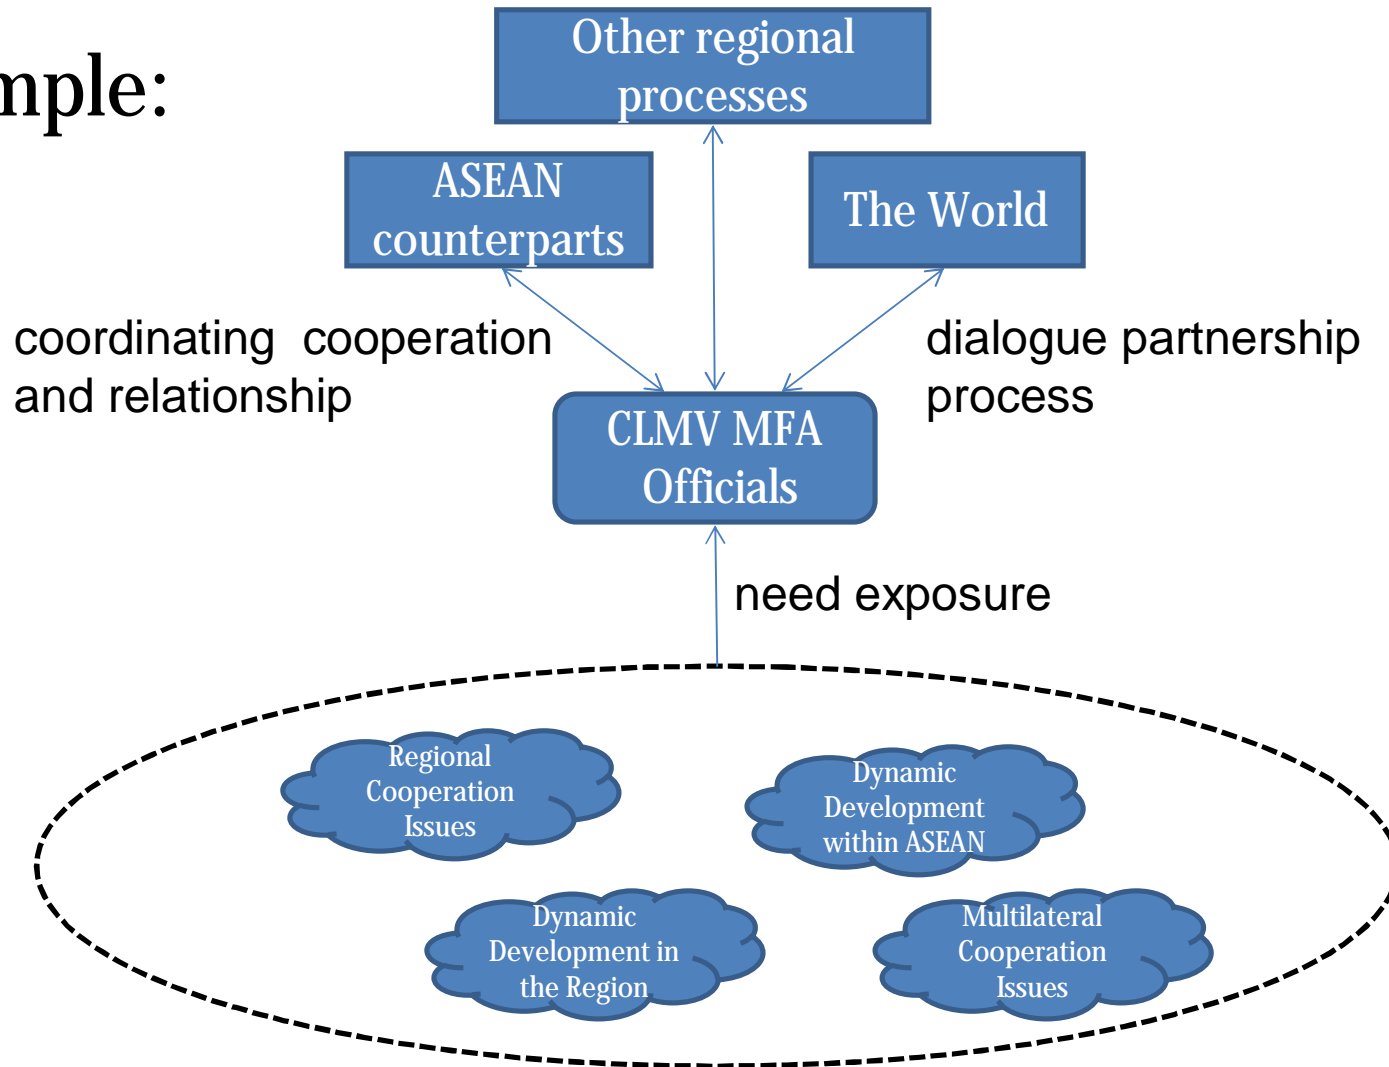 mple:
Other regional
processes
ASEAN
counterparts
The World
coordinating cooperation
and relationship
dialogue partnership
process
CLMV MFA
Officials
need exposure
Regional
Cooperation
Issues
Dynamic
Development
within ASEAN
Dynamic
Development in
the Region
Multilateral
Cooperation
Issues